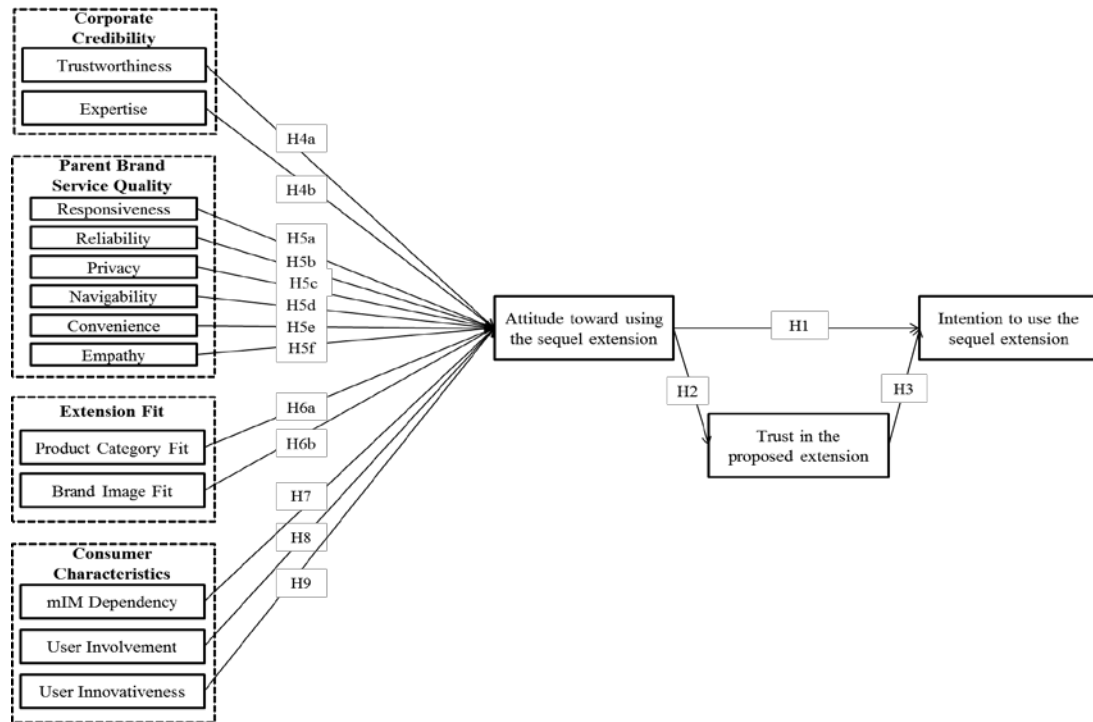 Corporate
Credibility
Trustworthiness
Expertise
H4a
H4b
Parent Brand
Service Quality
Responsiveness
Reliability
Privacy
Navigability
Convenience
Empathy
H5a
H5b
H5c
H5d
H5e
H5f
Extension Fit
Product Category Fit
Brand Image Fit
H6a
H6b
Consumer
Characteristics
mIM Dependency
User Involvement
User Innovativeness
H7
H8
H9
Attitude toward using
the sequel extension
H1
H2
H3
Trust in the
proposed extension
Intention to use the
sequel extension